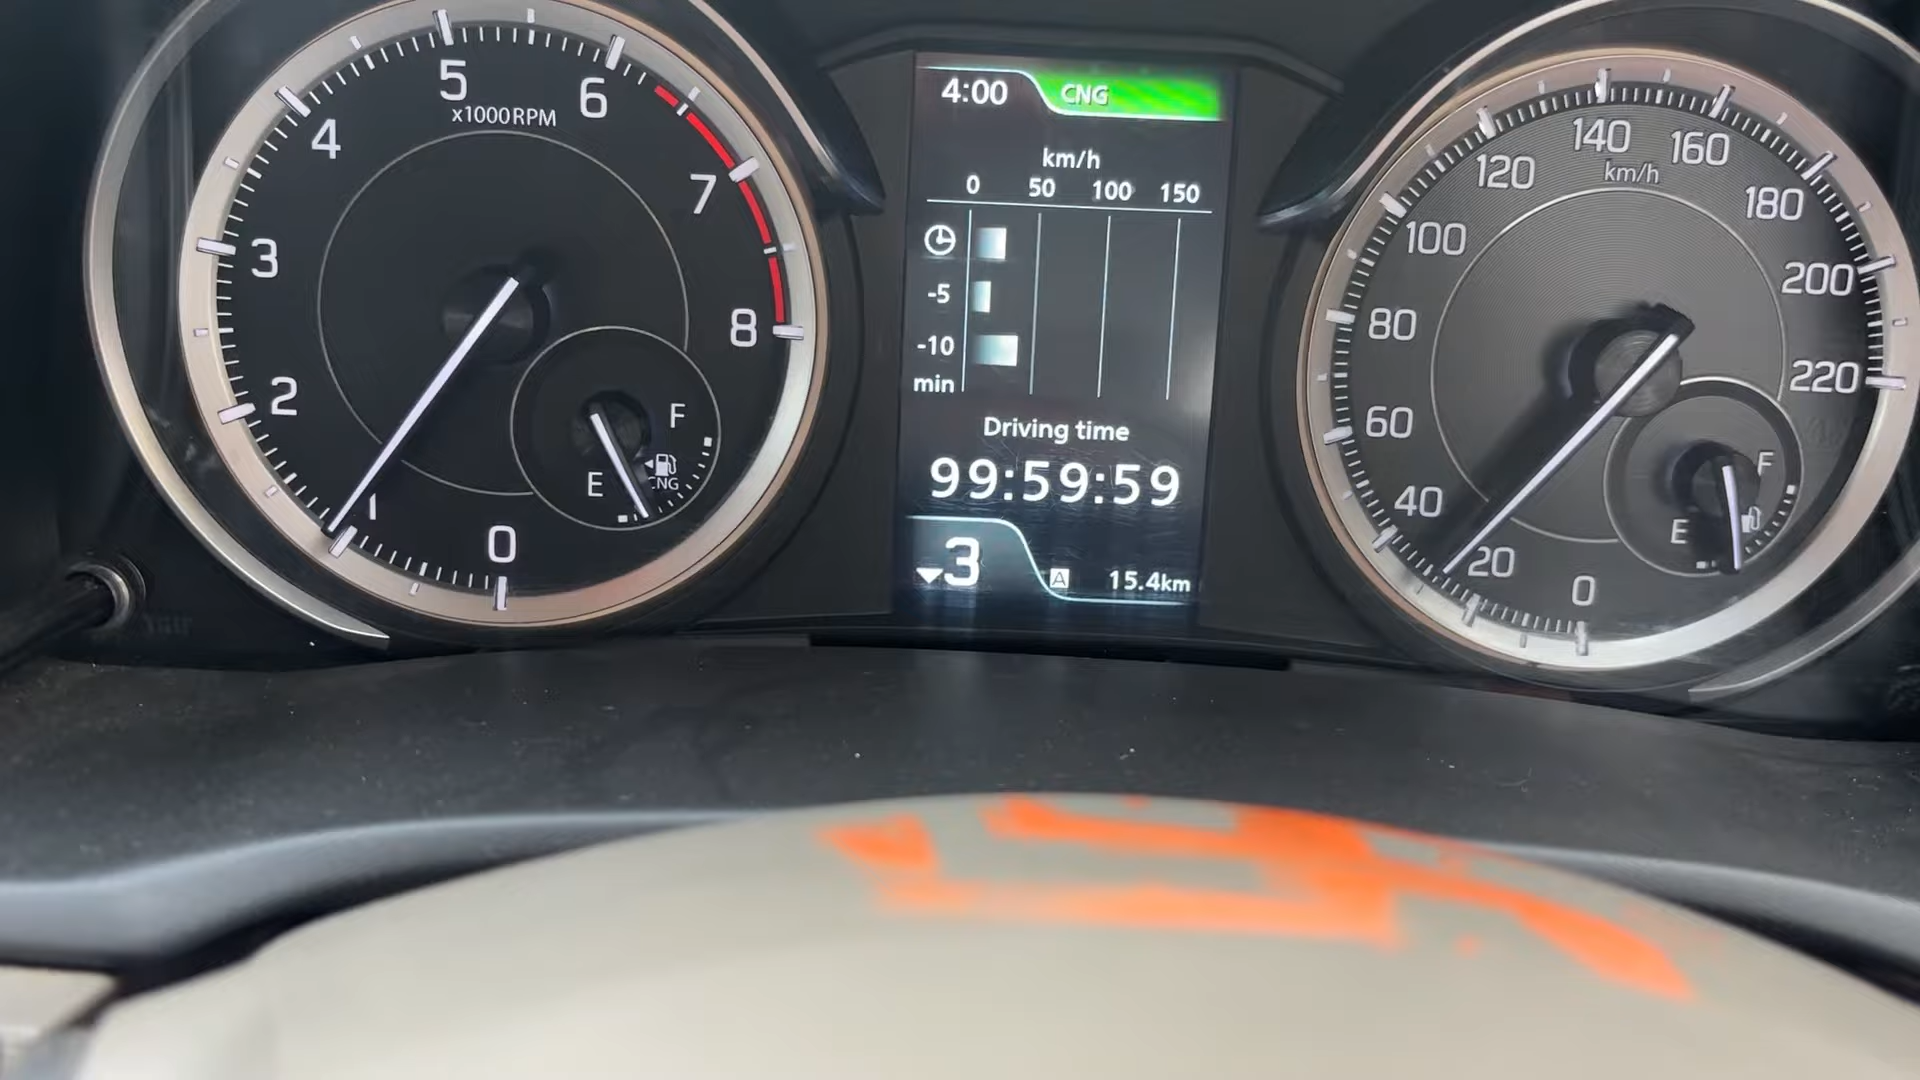 5
6
x1000RPM
4
7
3
8
2
F
E
CNG
1
0
4:00 CNG
km/h
0 50 100 150
-5
-10
min
Driving time
99:59:59
3
A 15.4km
140
160
120
km/h
180
100
200
80
220
60
F
40
E
20
0